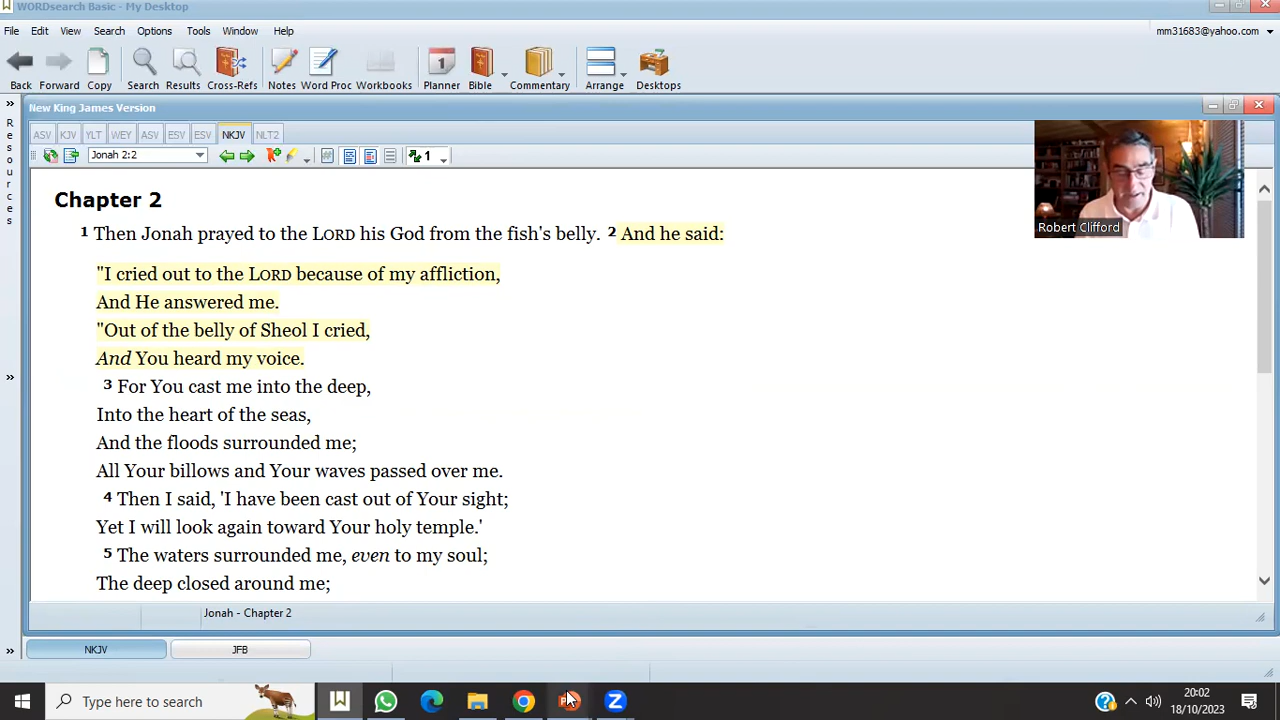 WORDsearch Basic - My Desktop
File Edit View Search Options Tools Window Help
mm31683@yahoo.com
Back Forward Copy Search Results Cross-Refs Notes Word Proc Workbooks Planner Bible Commentary Arrange Desktops
» New King James Version
Resources
ASV KJV YLT WEY ASV ESV ESV NKJV NLT2
Jonah 2:2
1
Robert Clifford
Chapter 2
1 Then Jonah prayed to the LORD his God from the fish's belly. 2 And he said:
"I cried out to the LORD because of my affliction,
And He answered me.
"Out of the belly of Sheol I cried,
And You heard my voice.
3 For You cast me into the deep,
Into the heart of the seas,
And the floods surrounded me;
All Your billows and Your waves passed over me.
4 Then I said, 'I have been cast out of Your sight;
Yet I will look again toward Your holy temple.'
5 The waters surrounded me, even to my soul;
The deep closed around me;
Jonah - Chapter 2
» NKJV JFB
Type here to search
20:02
18/10/2023